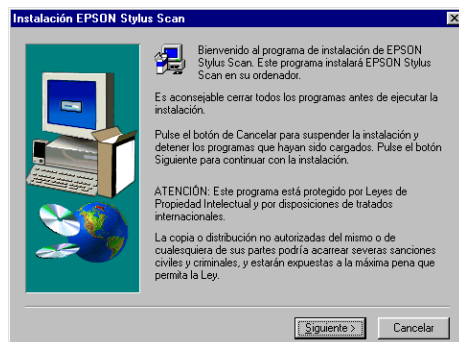 Instalación EPSON Stylus Scan
Bienvenido al programa de instalación de EPSON
Stylus Scan. Este programa instalará EPSON Stylus
Scan en su ordenador.
Es aconsejable cerrar todos los programas antes de ejecutar la
instalación.
Pulse el botón de Cancelar para suspender la instalación y
detener los programas que hayan sido cargados. Pulse el botón
Siguiente para continuar con la instalación.
ATENCIÓN: Este programa está protegido por Leyes de
Propiedad Intelectual y por disposiciones de tratados
internacionales.
La copia o distribución no autorizadas del mismo o de
cualesquiera de sus partes podría acarrear severas sanciones
civiles y criminales, y estarán expuestas a la máxima pena que
permita la Ley.
Siguiente > Cancelar